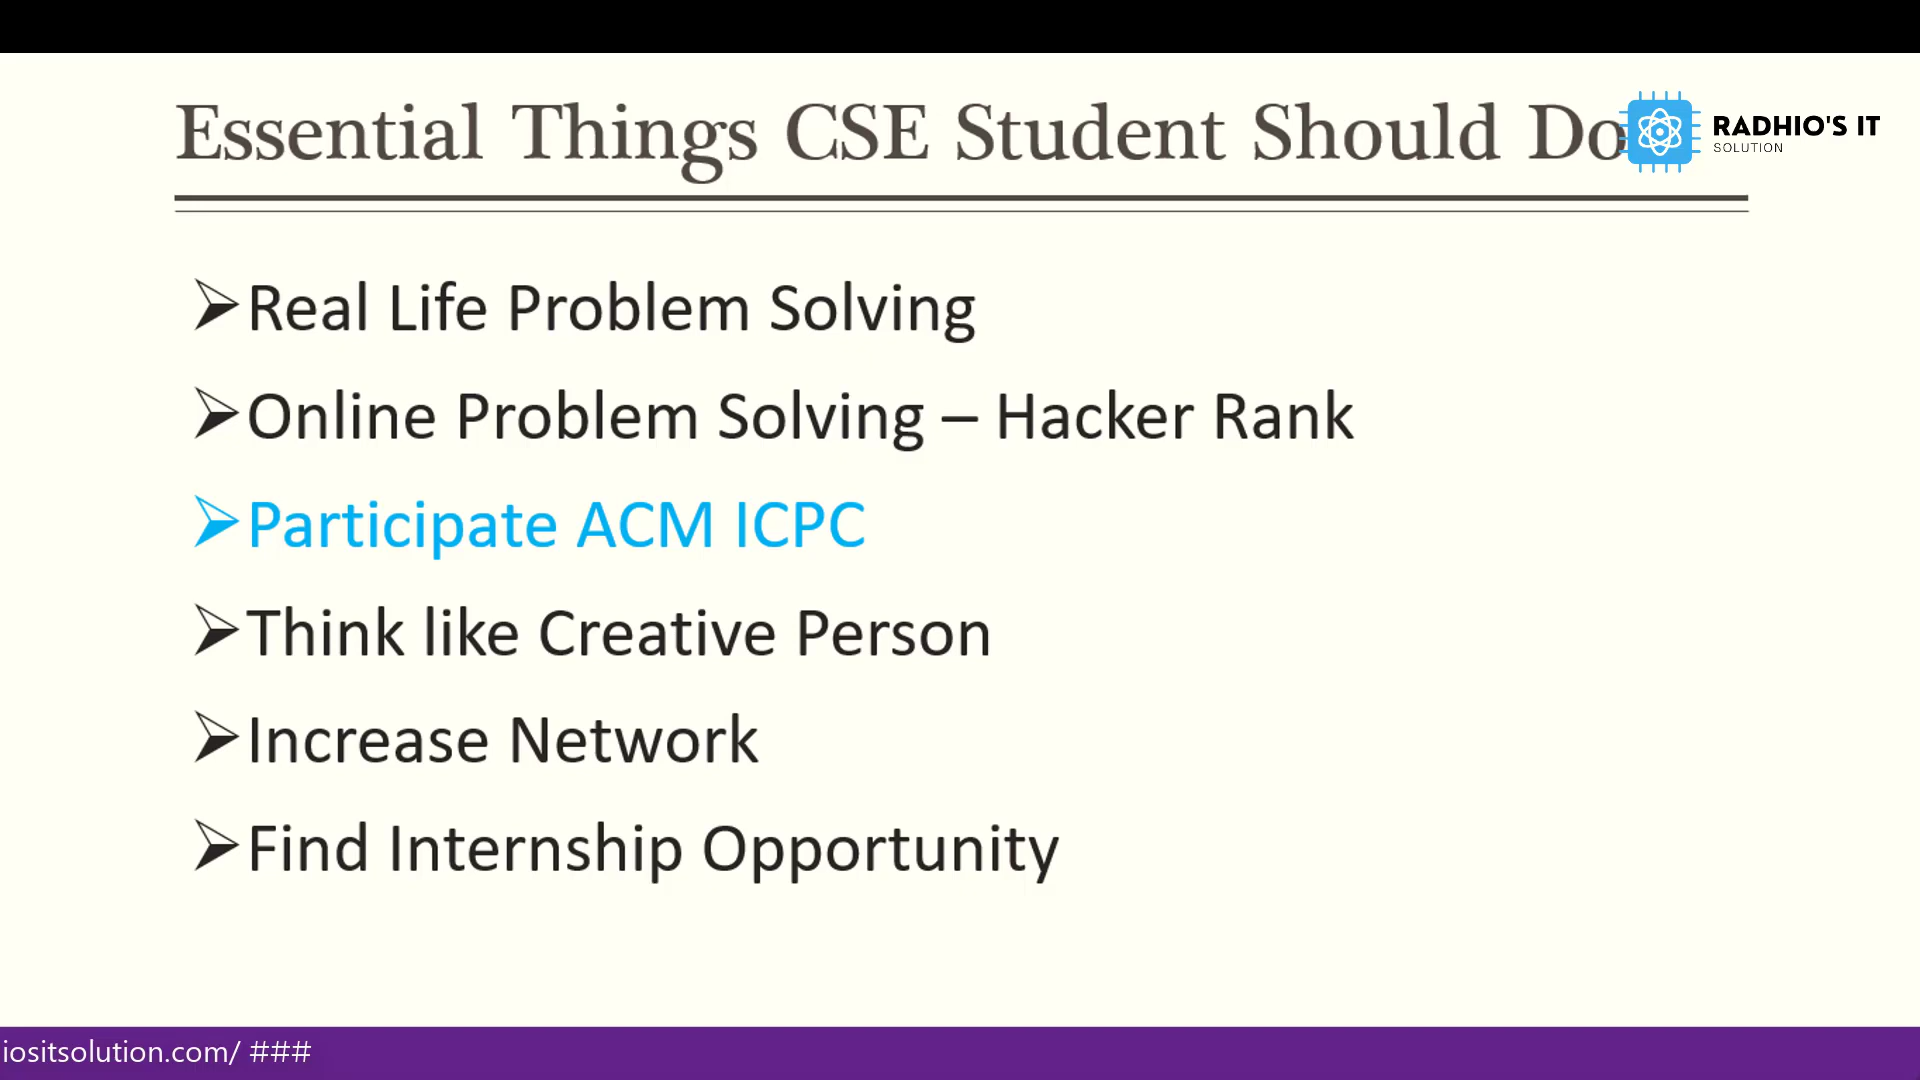 Essential Things CSE Student Should Do
RADHIO'S IT
SOLUTION
Real Life Problem Solving
Online Problem Solving – Hacker Rank
Participate ACM ICPC
Think like Creative Person
Increase Network
Find Internship Opportunity
iositsolution.com/ ###